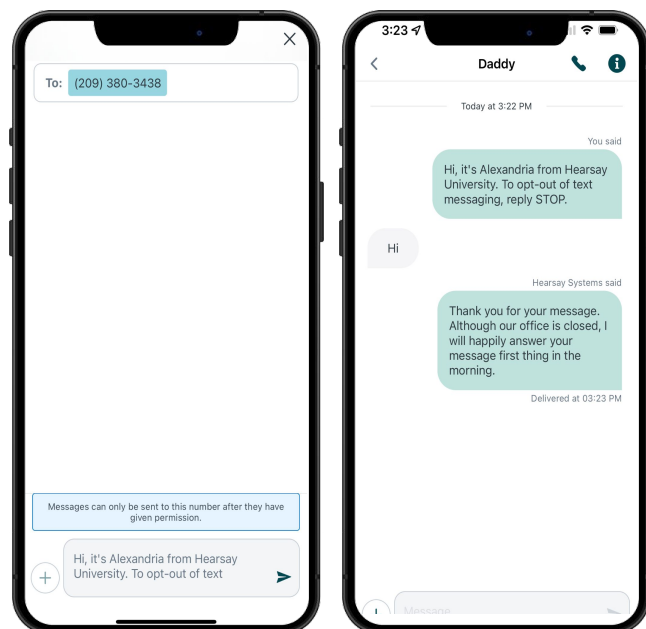 To: (209) 380-3438
Messages can only be sent to this number after they have
given permission.
Hi, it's Alexandria from Hearsay
University. To opt-out of text
3:23
Daddy
Today at 3:22 PM
You said
Hi, it's Alexandria from Hearsay
University. To opt-out of text
messaging, reply STOP.
Hi
Hearsay Systems said
Thank you for your message.
Although our office is closed, I
will happily answer your
message first thing in the
morning.
Delivered at 03:23 PM
Message